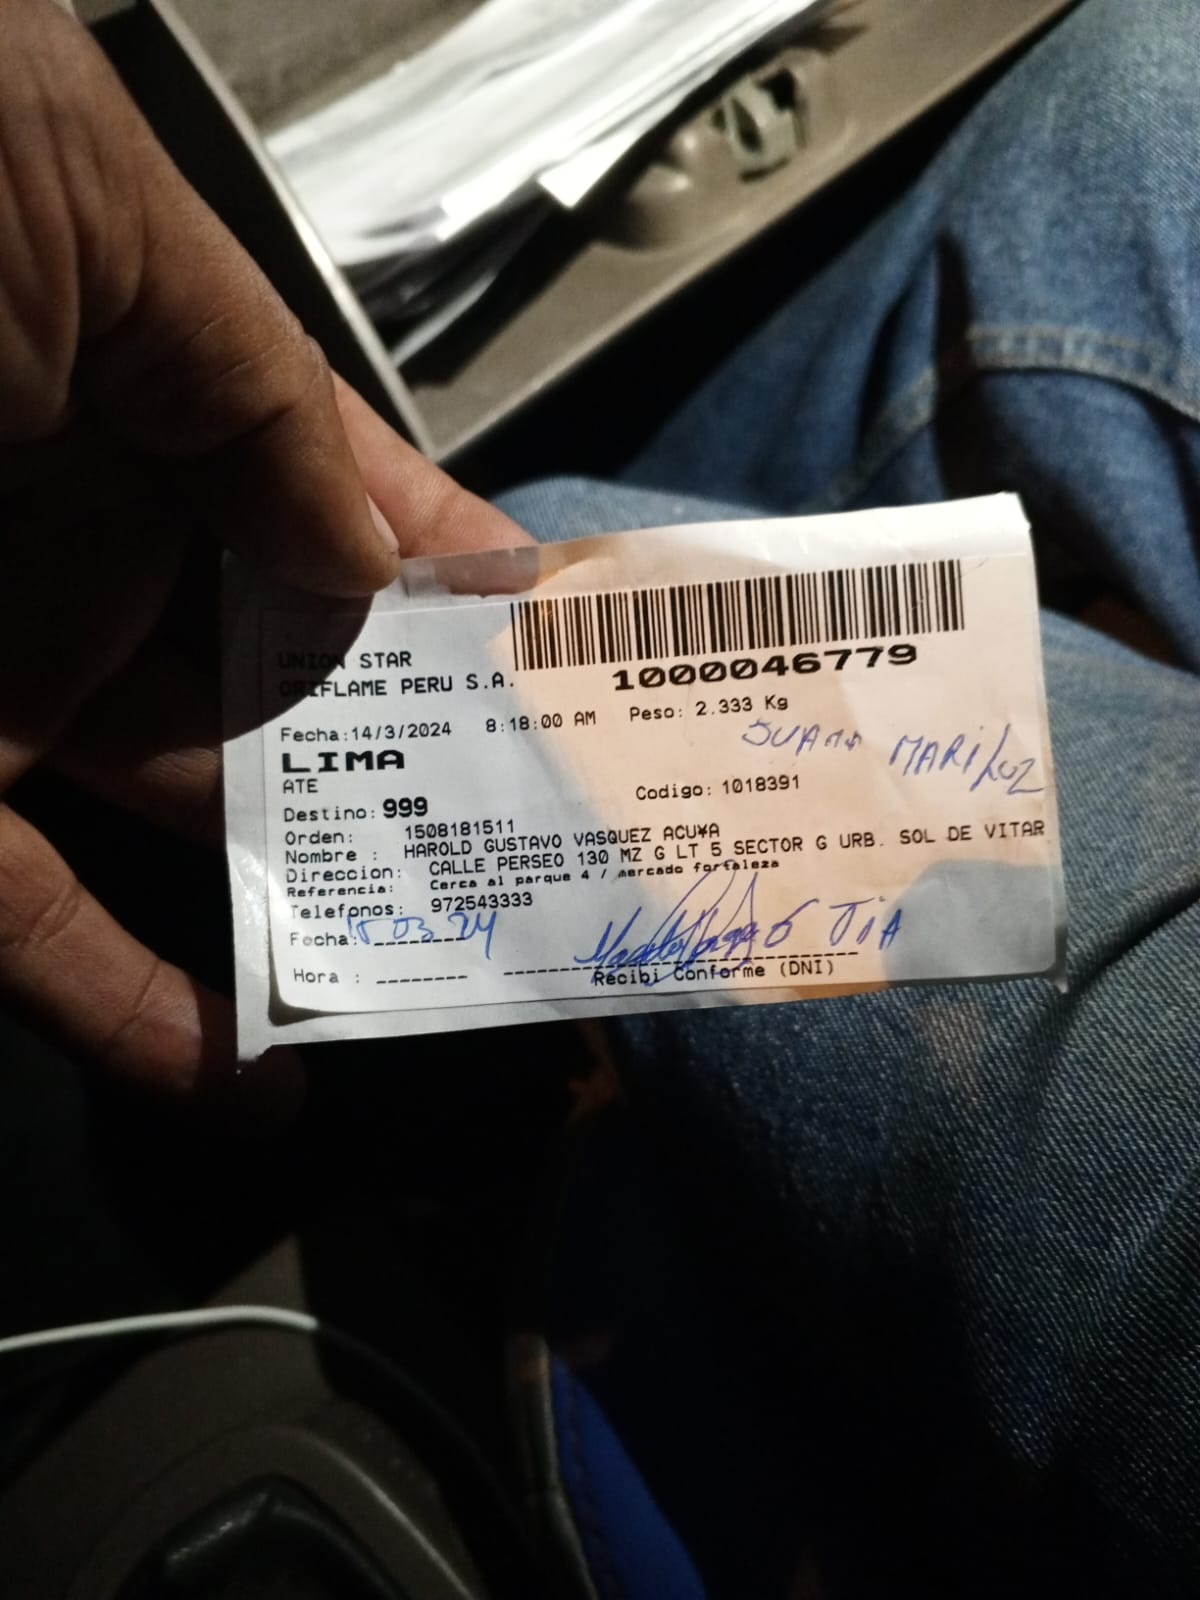 UNION STAR
ORIFLAME PERU S.A.
1000046779
Fecha:14/3/2024 8:18:00 AM Peso: 2.333 Kg
JUANA MARILUZ
LIMA
ATE
Codigo: 1018391
Destino: 999
Orden: 1508181511
Nombre : HAROLD GUSTAVO VASQUEZ ACU¥A
Direccion: CALLE PERSEO 130 MZ G LT 5 SECTOR G URB. SOL DE VITAR
Referencia: Cerca al parque 4 / mercado fortaleza
Telefonos: 972543333
Fecha: 15 03 24
TIA
Hora :
Recibi Conforme (DNI)